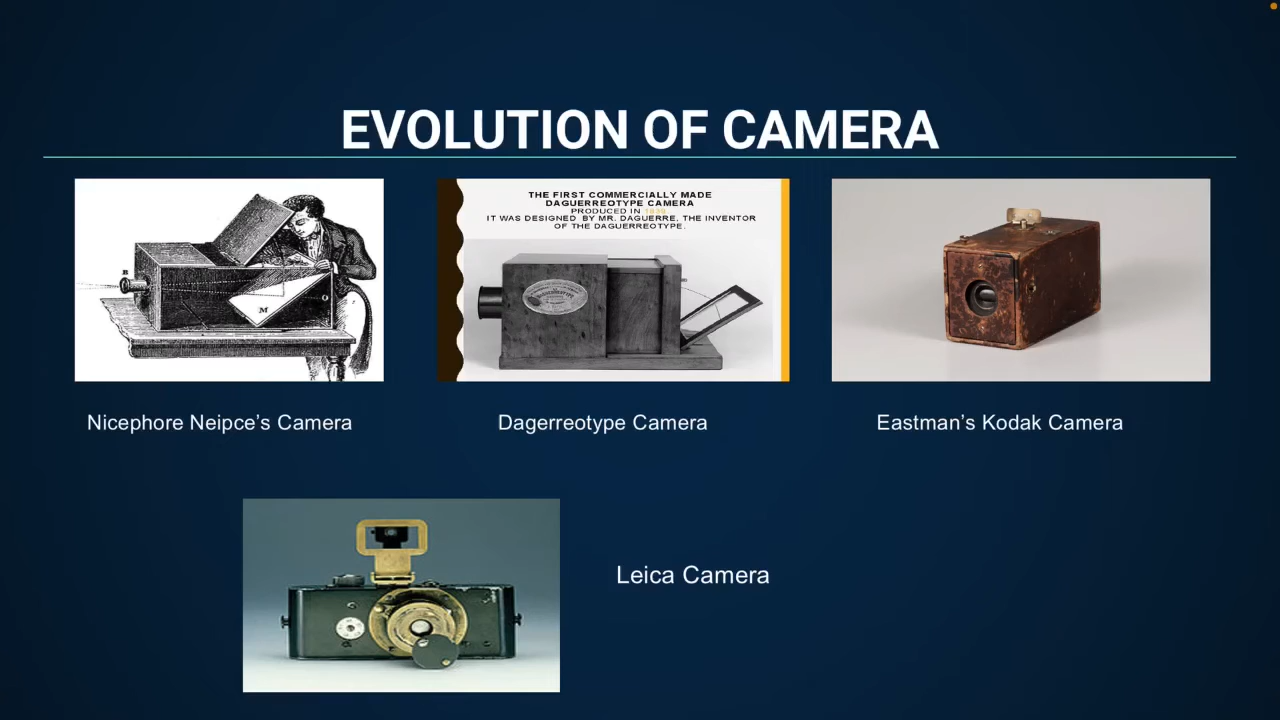 EVOLUTION OF CAMERA
THE FIRST COMMERCIALLY MADE
DAGUERREOTYPE CAMERA
PRODUCED IN 1839.
IT WAS DESIGNED BY MR. DAGUERRE, THE INVENTOR
OF THE DAGUERREOTYPE.
B
M
Nicephore Neipce’s Camera
Dagerreotype Camera
Eastman’s Kodak Camera
Leica Camera